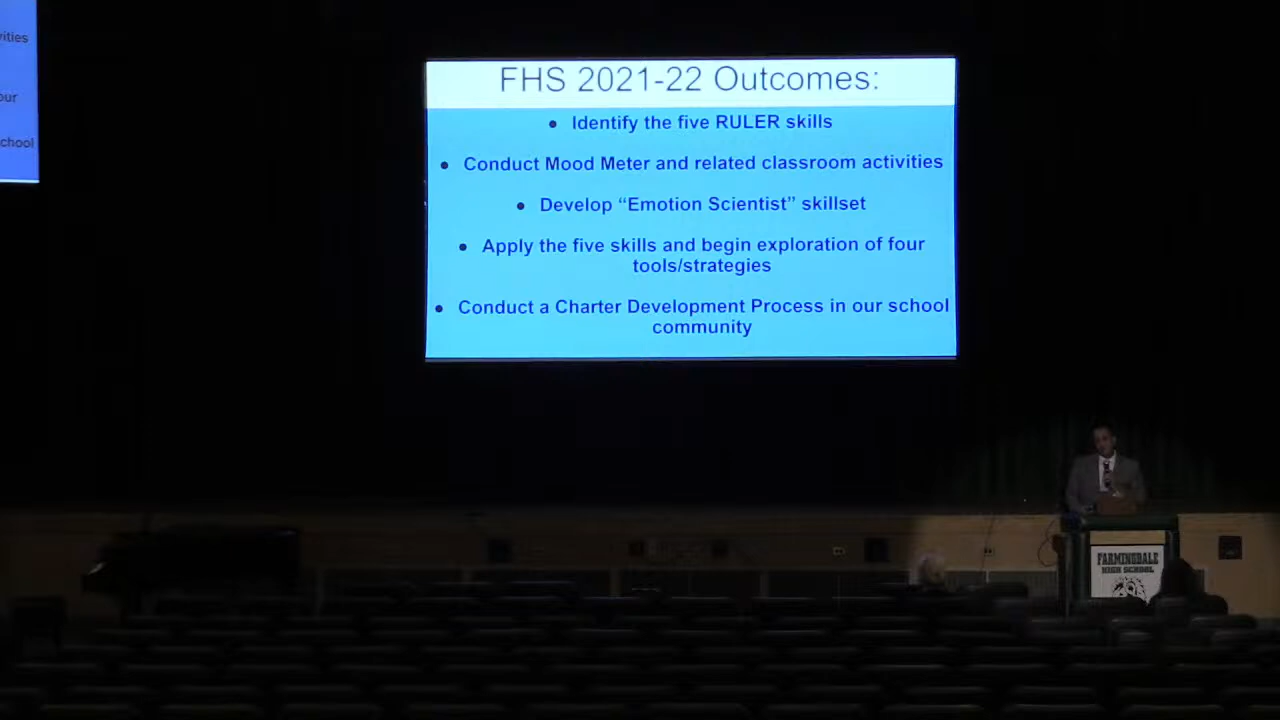 vities
our
school
FHS 2021-22 Outcomes:
• Identify the five RULER skills
• Conduct Mood Meter and related classroom activities
• Develop “Emotion Scientist” skillset
• Apply the five skills and begin exploration of four
tools/strategies
• Conduct a Charter Development Process in our school
community
FARMINGDALE
HIGH SCHOOL